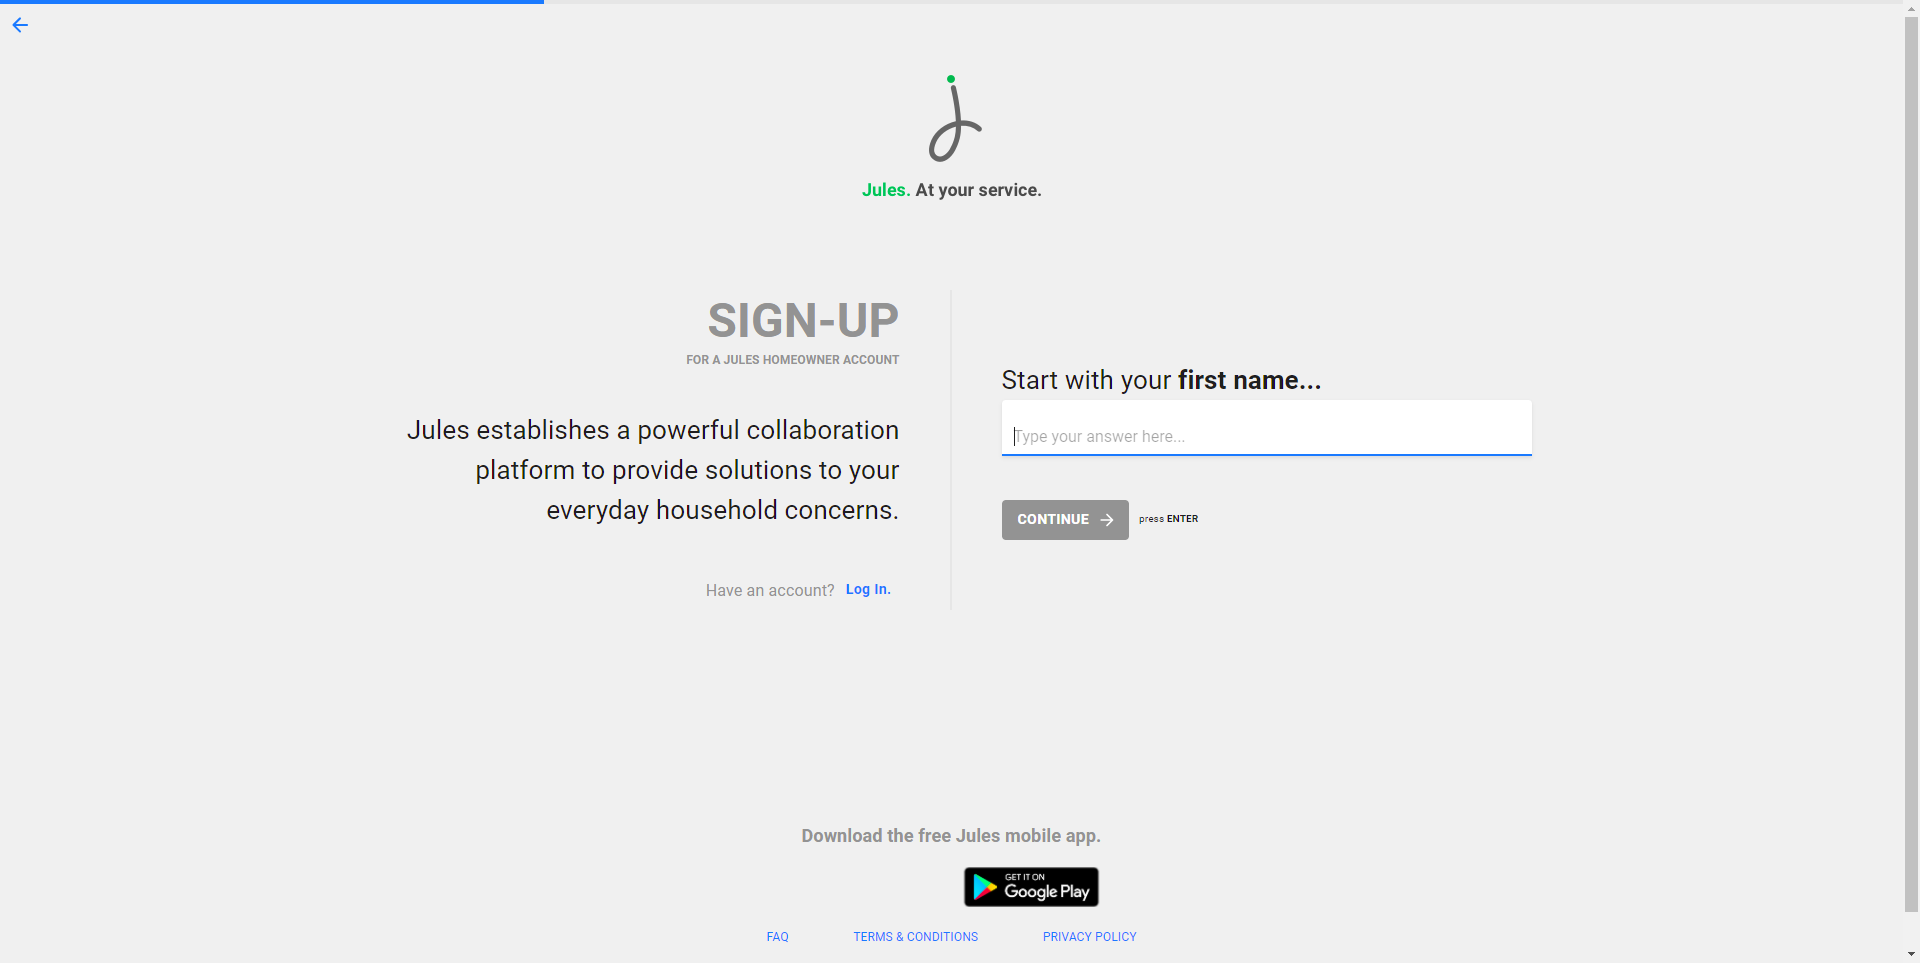 Jules. At your service.
SIGN-UP
FOR A JULES HOMEOWNER ACCOUNT
Jules establishes a powerful collaboration
platform to provide solutions to your
everyday household concerns.
Have an account? Log In.
Start with your first name...
Type your answer here...
CONTINUE press ENTER
Download the free Jules mobile app.
GET IT ON
Google Play
FAQ TERMS & CONDITIONS PRIVACY POLICY